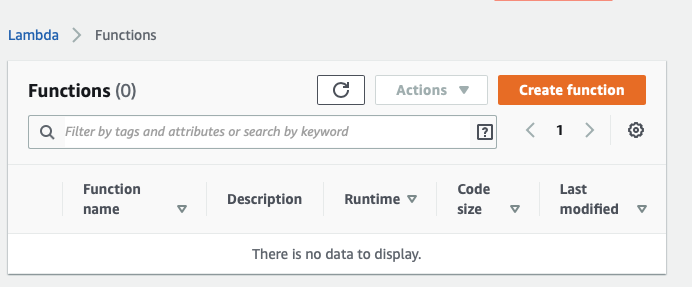 Lambda > Functions
Functions (0)
Actions
Create function
Filter by tags and attributes or search by keyword
?
< 1 >
Function name
Description
Runtime
Code size
Last modified
There is no data to display.